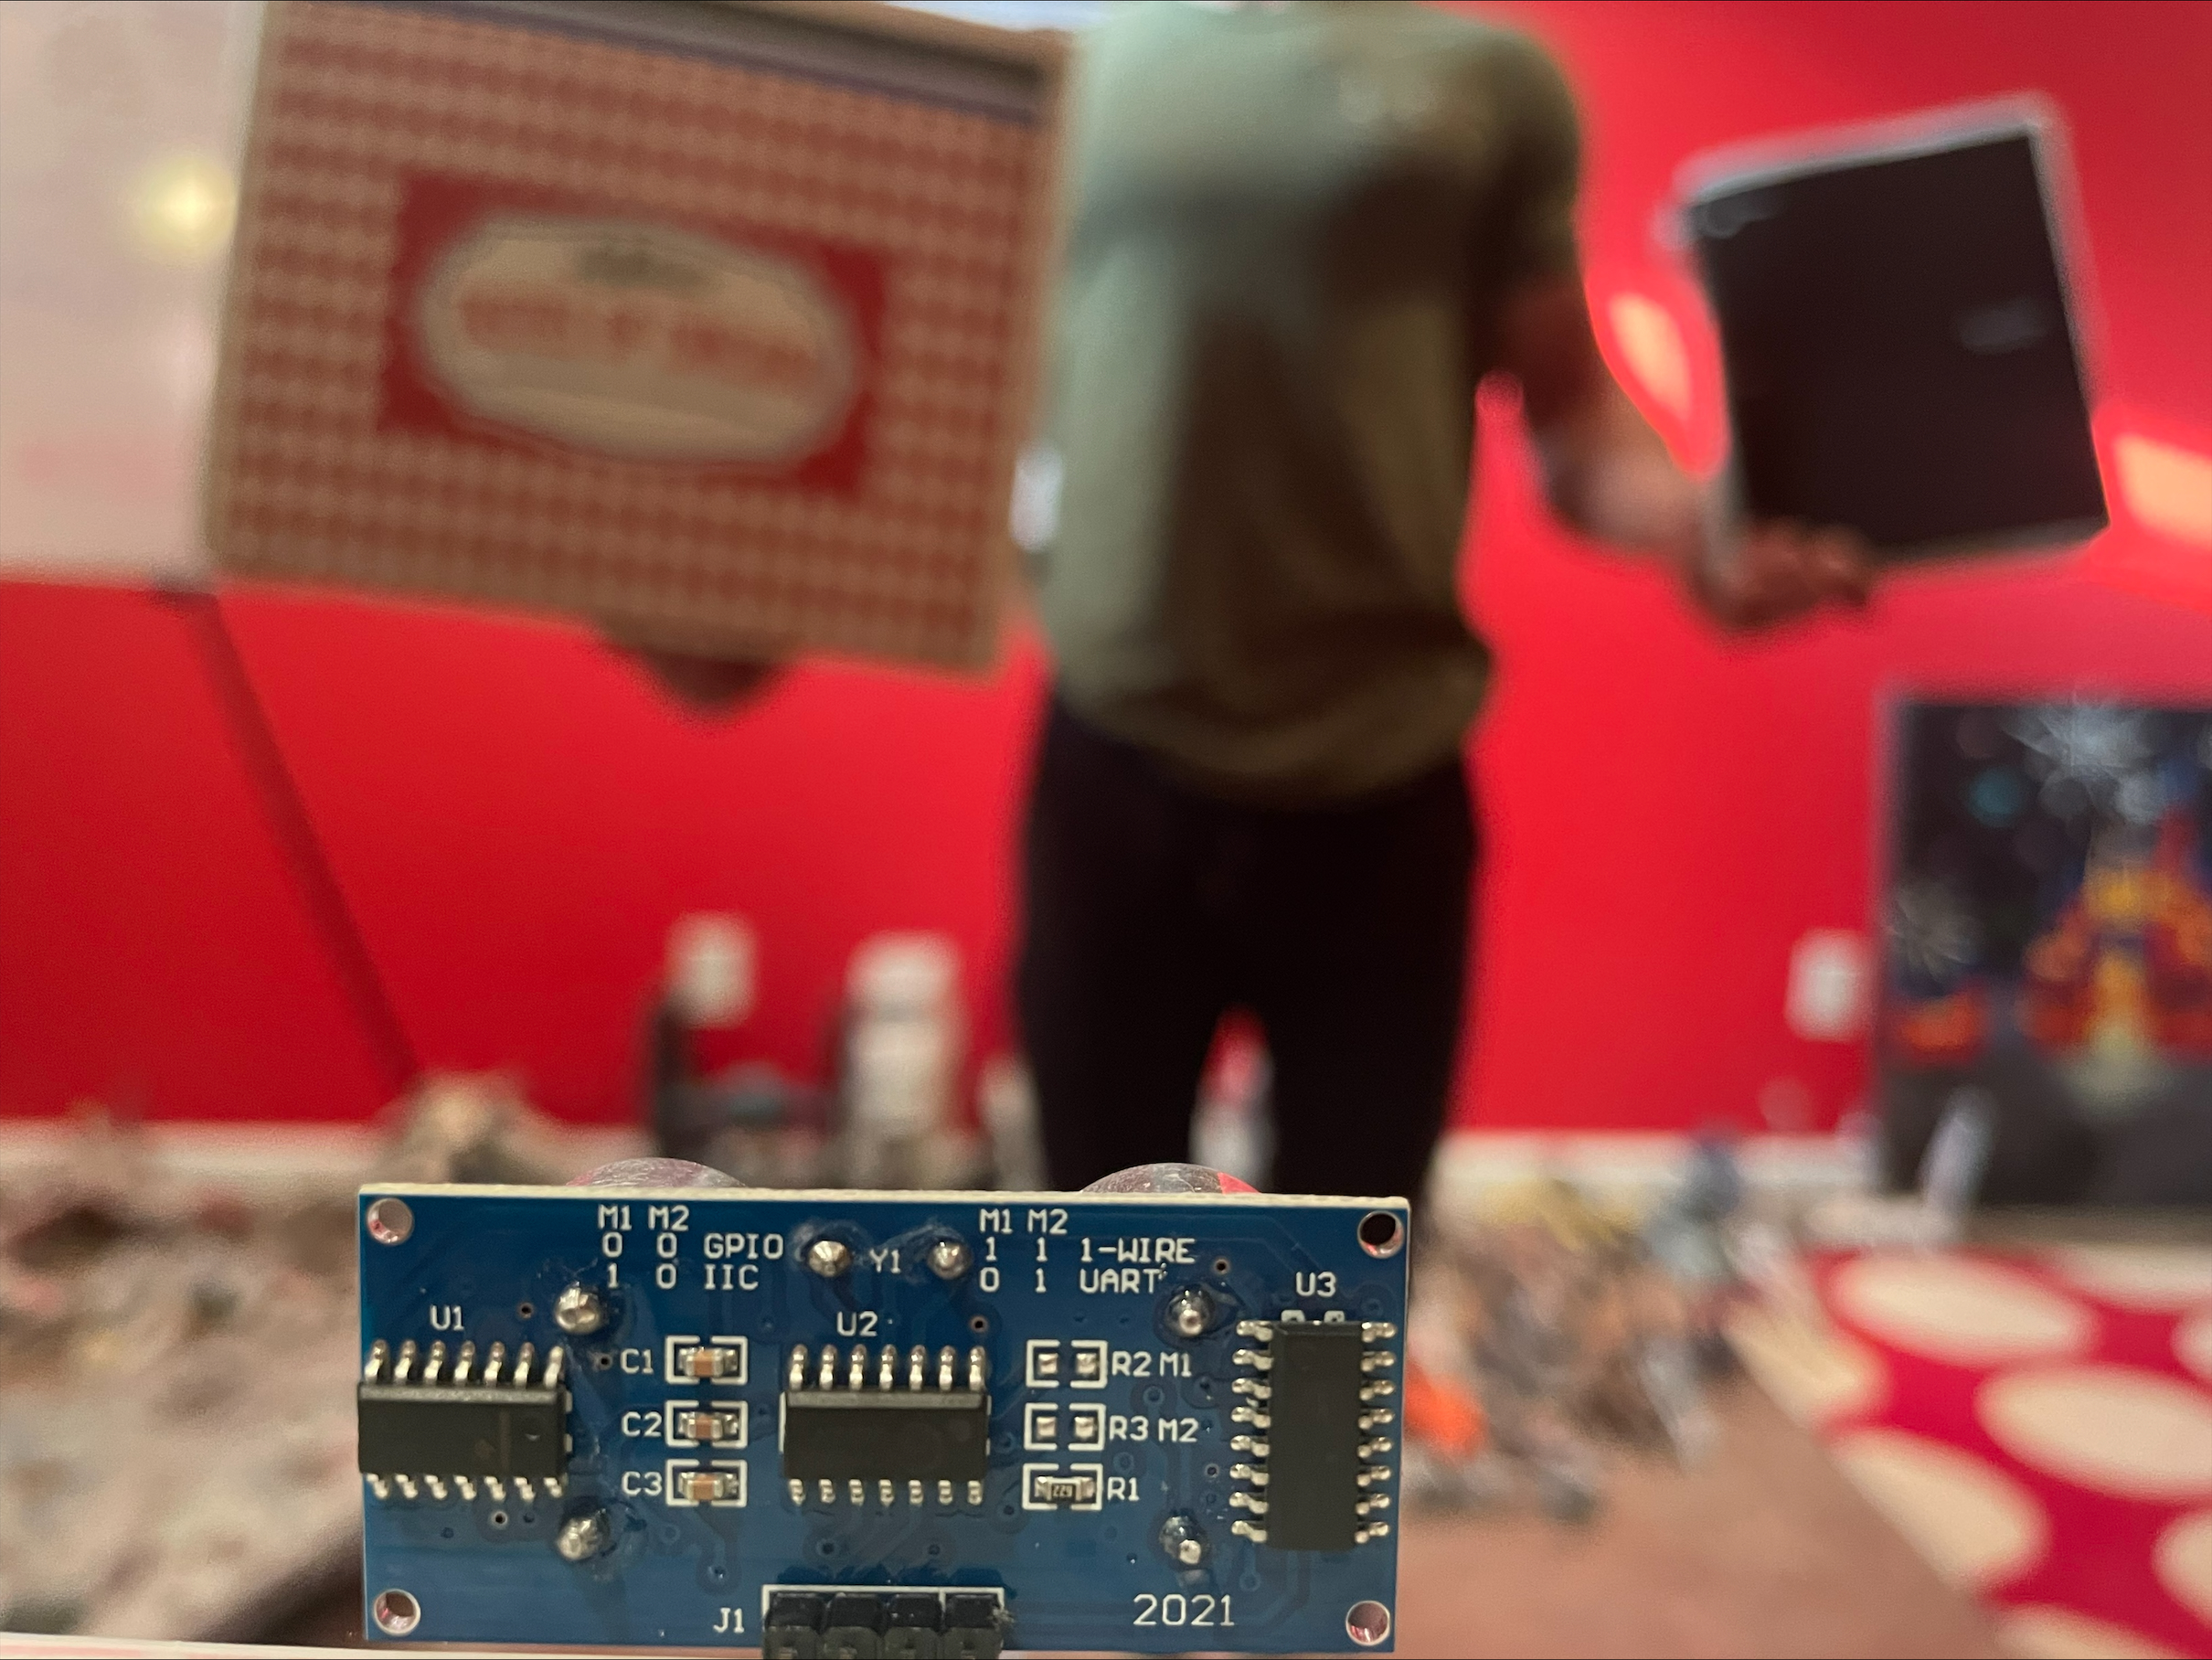 M1 M2
0 0 GPIO
1 0 IIC
Y1
M1 M2
1 1 1-WIRE
0 1 UART
U1
U2
U3
C1
R2 M1
C2
R3 M2
C3
R1
J1
2021